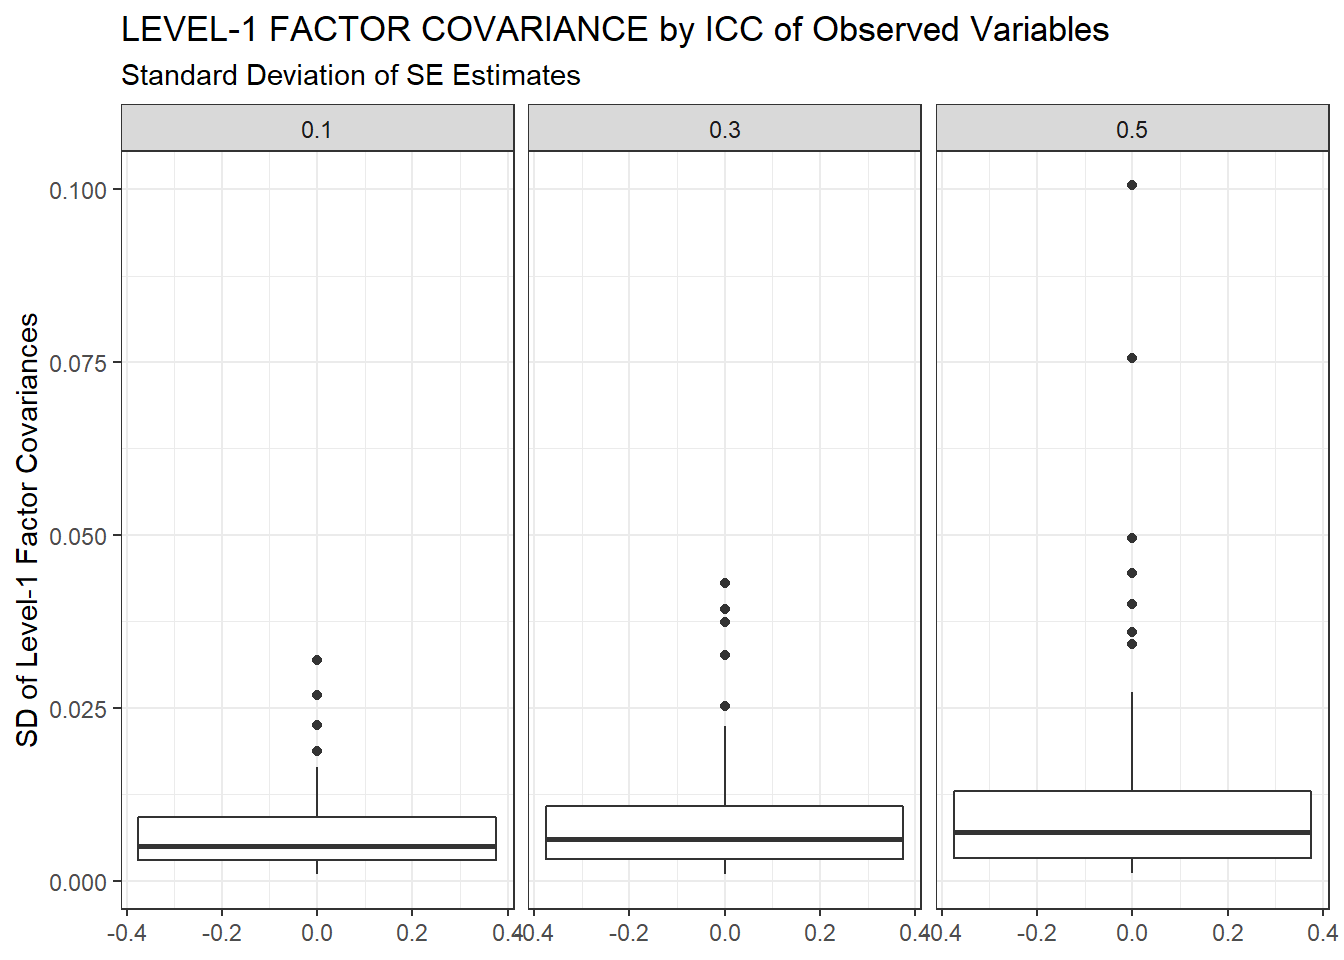 LEVEL-1 FACTOR COVARIANCE by ICC of Observed Variables
Standard Deviation of SE Estimates
0.1
0.3
0.5
SD of Level-1 Factor Covariances
0.100
0.075
0.050
0.025
0.000
-0.4 -0.2 0.0 0.2 0.4
-0.4 -0.2 0.0 0.2 0.4
-0.4 -0.2 0.0 0.2 0.4